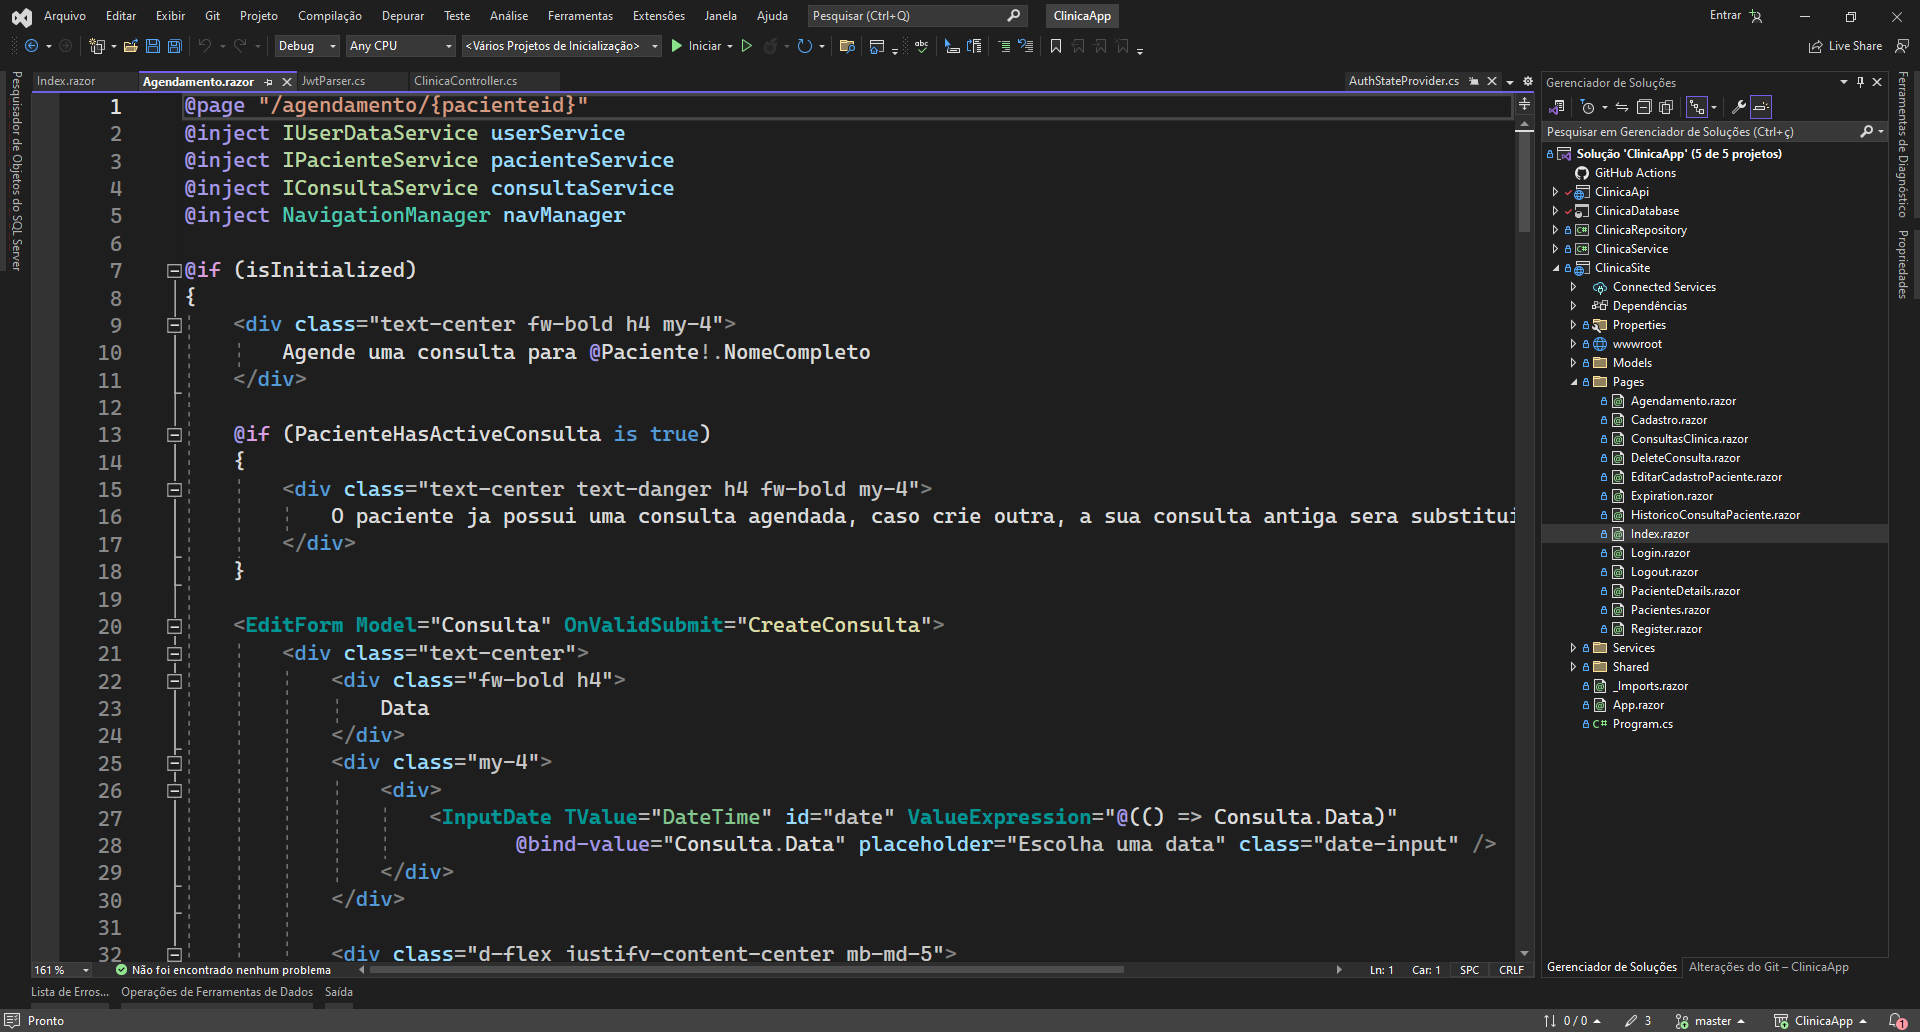 Arquivo Editar Exibir Git Projeto Compilação Depurar Teste Análise Ferramentas Extensões Janela Ajuda Pesquisar (Ctrl+Q) ClinicaApp Entrar
Debug Any CPU <Vários Projetos de Inicialização> Iniciar Live Share
Pesquisador de Objetos do SQL Server
Index.razor Agendamento.razor JwtParser.cs ClinicaController.cs AuthStateProvider.cs
1 @page "/agendamento/{pacienteid}"
2 @inject IUserDataService userService
3 @inject IPacienteService pacienteService
4 @inject IConsultaService consultaService
5 @inject NavigationManager navManager
6
7 @if (isInitialized)
8 {
9 <div class="text-center fw-bold h4 my-4">
10 Agende uma consulta para @Paciente!.NomeCompleto
11 </div>
12
13 @if (PacienteHasActiveConsulta is true)
14 {
15 <div class="text-center text-danger h4 fw-bold my-4">
16 O paciente ja possui uma consulta agendada, caso crie outra, a sua consulta antiga sera substitui
17 </div>
18 }
19
20 <EditForm Model="Consulta" OnValidSubmit="CreateConsulta">
21 <div class="text-center">
22 <div class="fw-bold h4">
23 Data
24 </div>
25 <div class="my-4">
26 <div>
27 <InputDate TValue="DateTime" id="date" ValueExpression="@(() => Consulta.Data)"
28 @bind-value="Consulta.Data" placeholder="Escolha uma data" class="date-input" />
29 </div>
30 </div>
31
32 <div class="d-flex justify-content-center mb-md-5">
161 % Não foi encontrado nenhum problema Ln: 1 Car: 1 SPC CRLF
Lista de Erros... Operações de Ferramentas de Dados Saída
Gerenciador de Soluções
Pesquisar em Gerenciador de Soluções (Ctrl+ç)
Solução 'ClinicaApp' (5 de 5 projetos)
GitHub Actions
ClinicaApi
ClinicaDatabase
C# ClinicaRepository
C# ClinicaService
ClinicaSite
Connected Services
Dependências
Properties
wwwroot
Models
Pages
Agendamento.razor
Cadastro.razor
ConsultasClinica.razor
DeleteConsulta.razor
EditarCadastroPaciente.razor
Expiration.razor
HistoricoConsultaPaciente.razor
Index.razor
Login.razor
Logout.razor
PacienteDetails.razor
Pacientes.razor
Register.razor
Services
Shared
_Imports.razor
App.razor
C# Program.cs
Gerenciador de Soluções Alterações do Git – ClinicaApp
Ferramentas de Diagnóstico
Propriedades
Pronto 0 / 0 3 master ClinicaApp 1